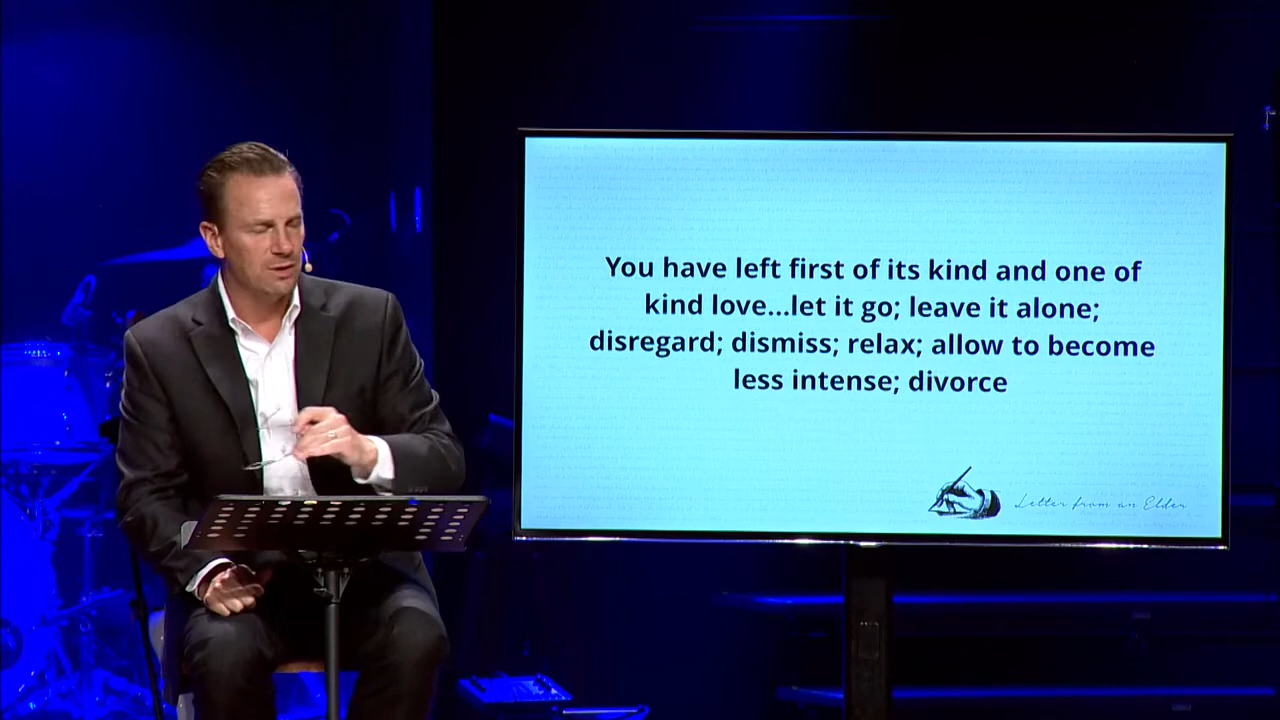 You have left first of its kind and one of
kind love...let it go; leave it alone;
disregard; dismiss; relax; allow to become
less intense; divorce
Letter from an Elder